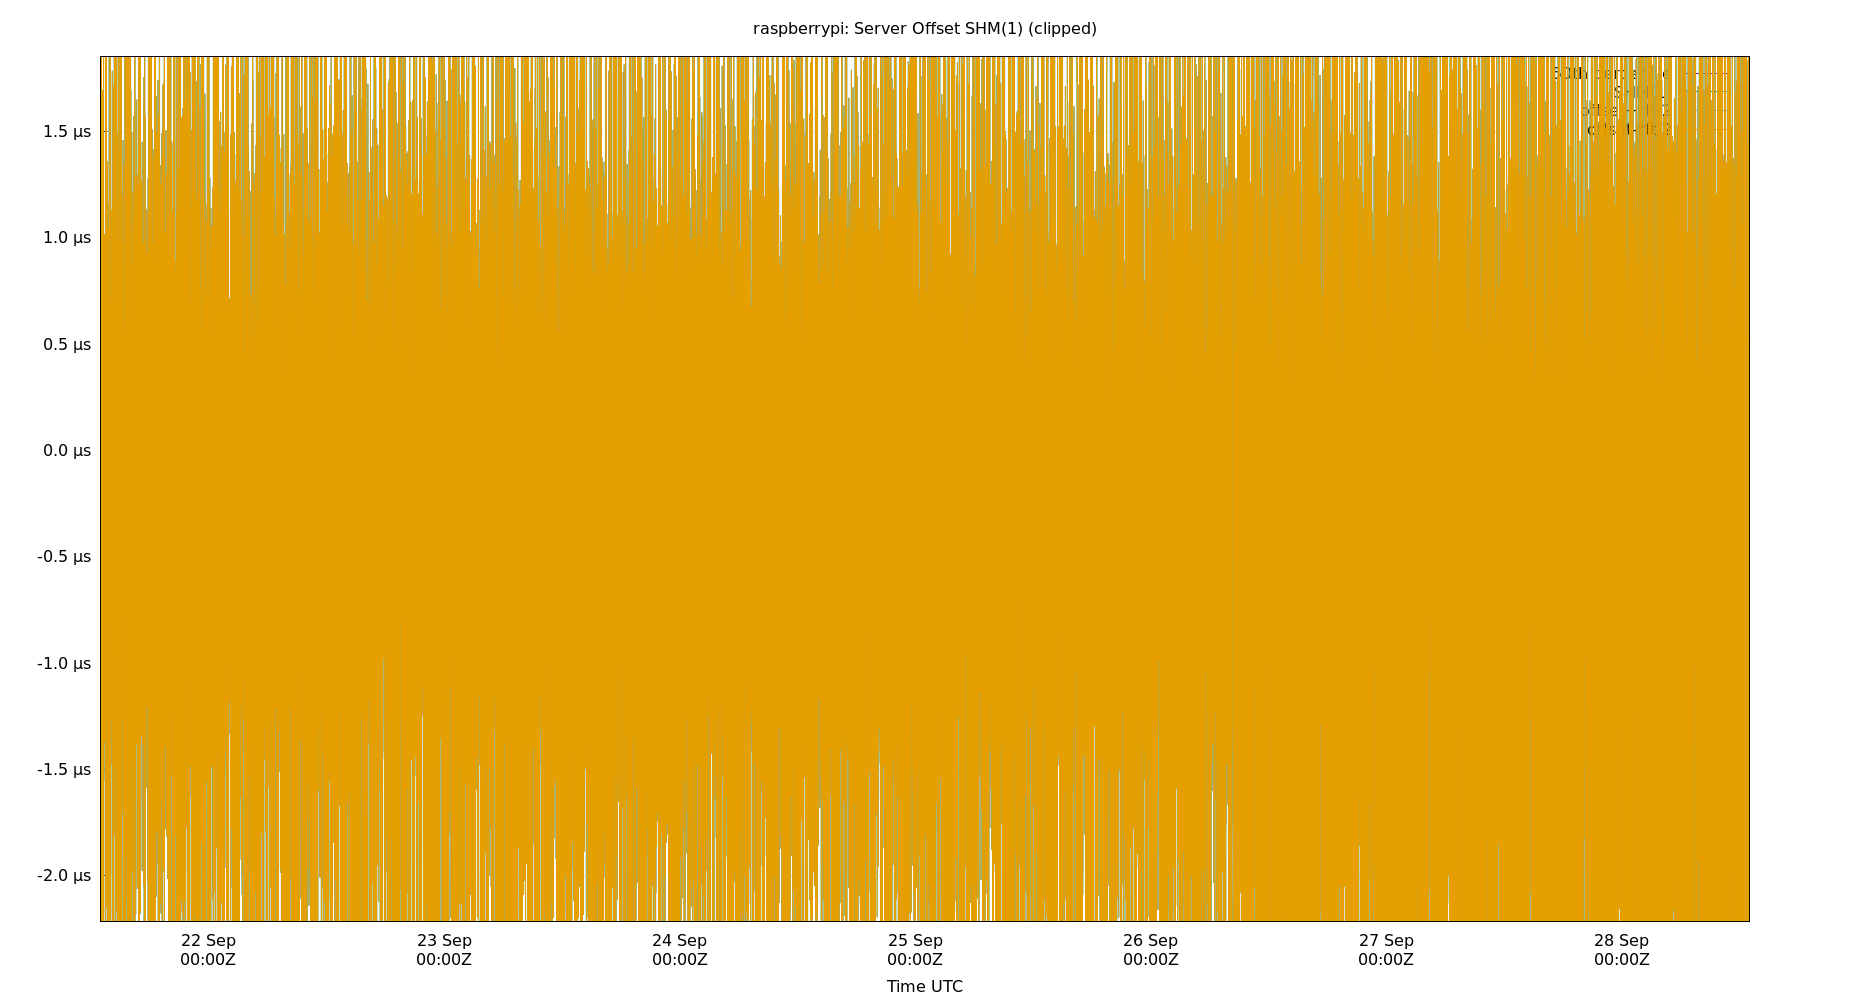 raspberrypi: Server Offset SHM(1) (clipped)
1.5 µs
1.0 µs
0.5 µs
0.0 µs
-0.5 µs
-1.0 µs
-1.5 µs
-2.0 µs
22 Sep 23 Sep 24 Sep 25 Sep 26 Sep 27 Sep 28 Sep
00:00Z 00:00Z 00:00Z 00:00Z 00:00Z 00:00Z 00:00Z
Time UTC